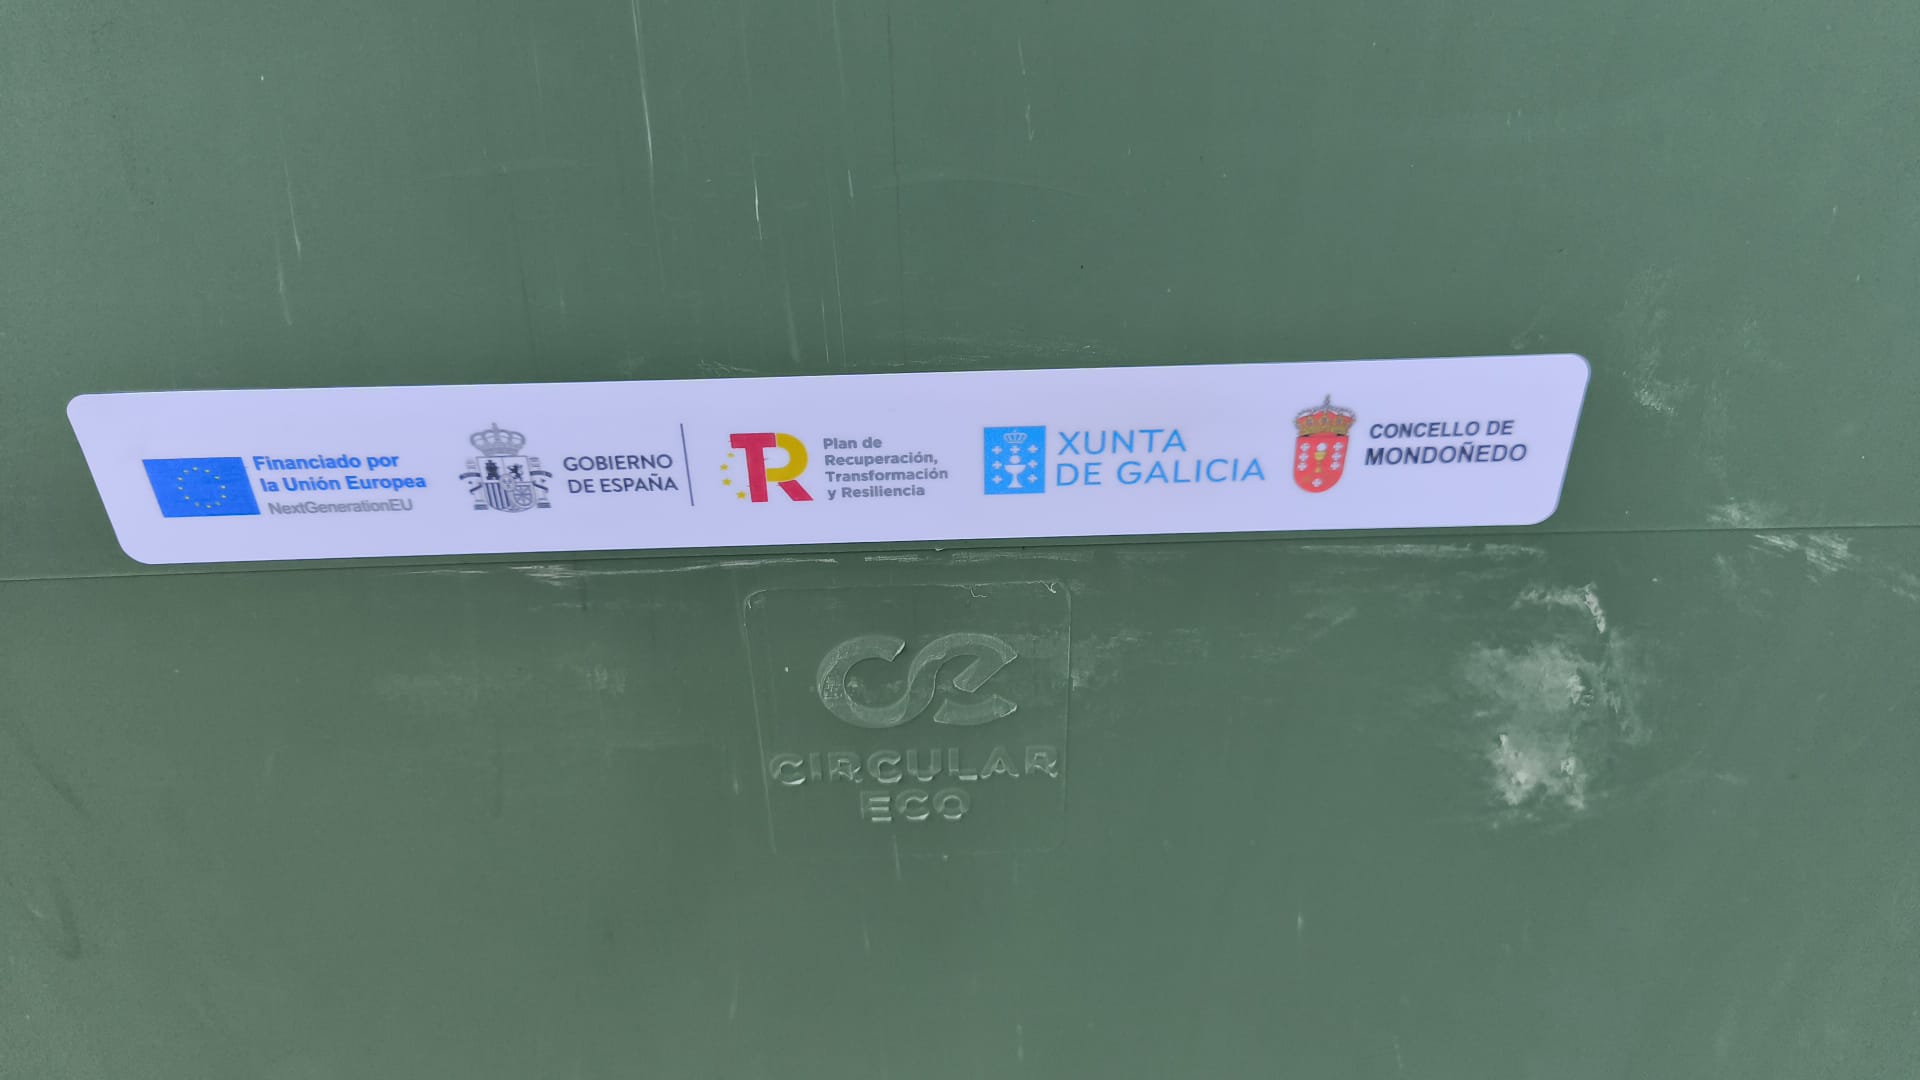 Financiado por
la Unión Europea
NextGenerationEU
GOBIERNO
DE ESPAÑA
TR
Plan de
Recuperación,
Transformación
y Resiliencia
XUNTA
DE GALICIA
CONCELLO DE
MONDOÑEDO
CIRCULAR
ECO